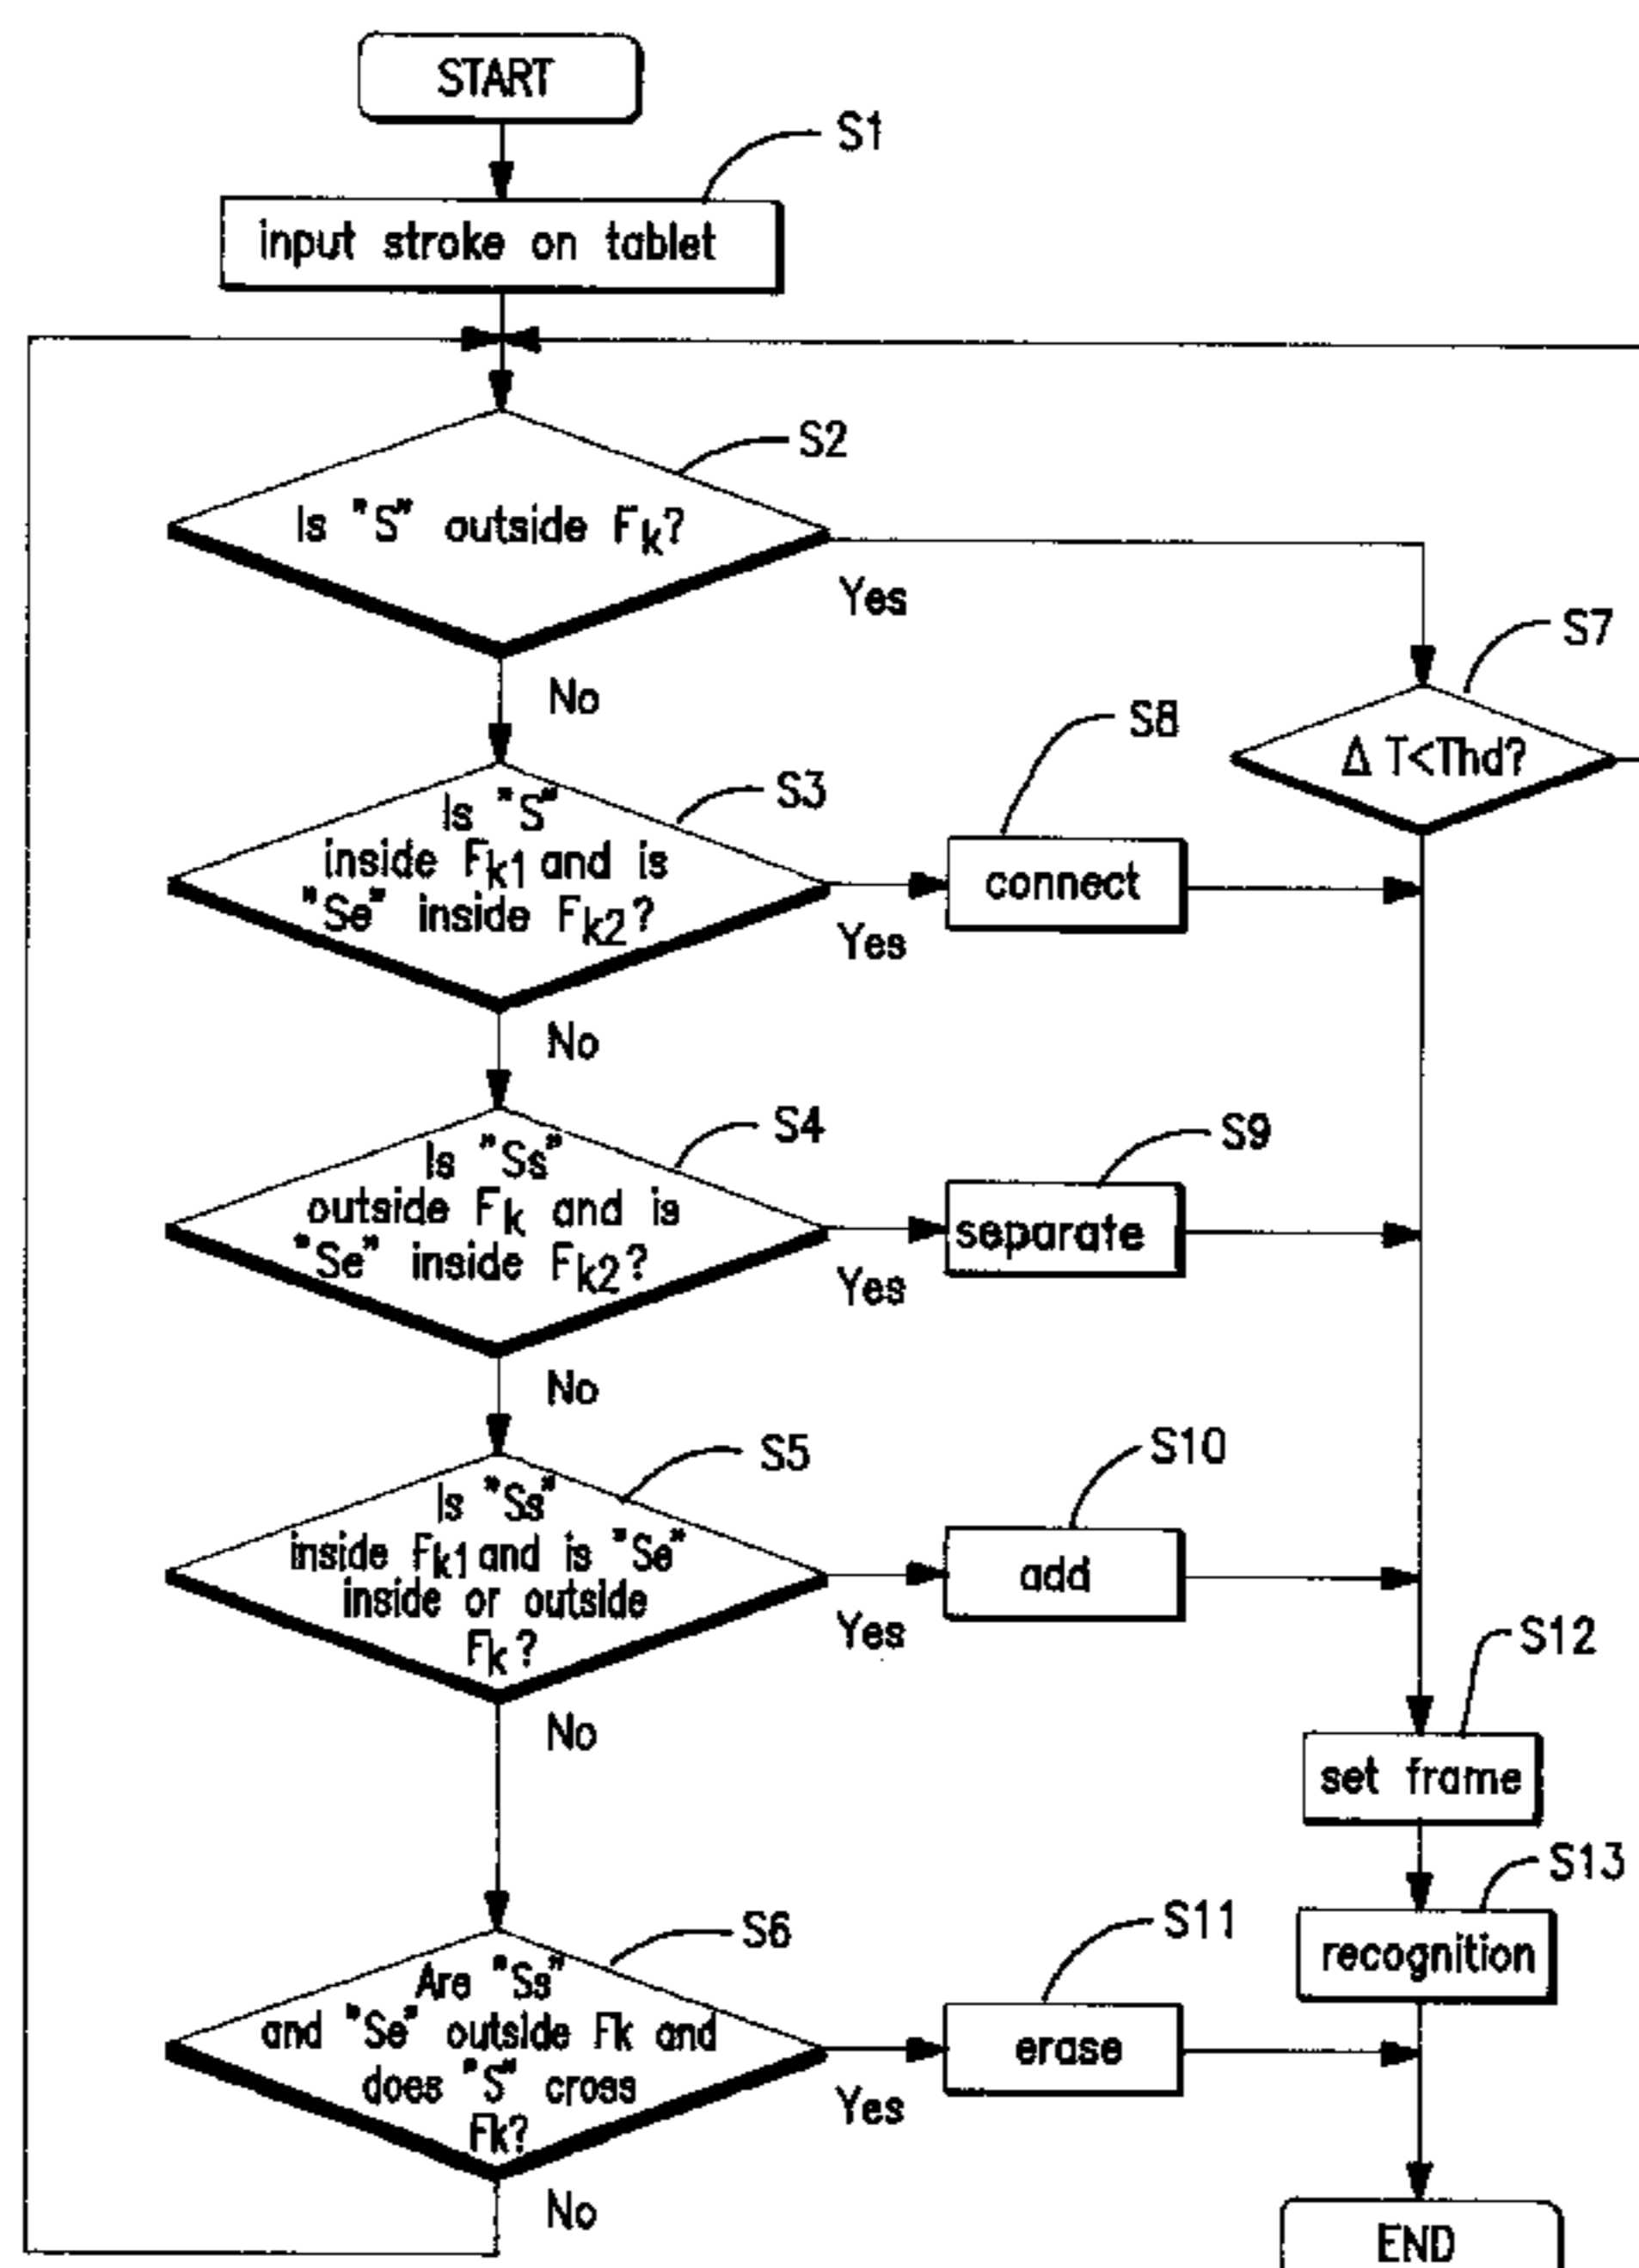 START
S1
input stroke on tablet
S2
Is "S" outside Fk?
Yes
S7
No
ΔT<Thd?
S3
S8
Is "S"
inside Fk1 and is
"Se" inside Fk2?
connect
Yes
No
S4
S9
Is "Ss"
outside Fk and is
"Se" inside Fk2?
separate
Yes
No
S5
S10
Is "Ss"
inside Fk1 and is "Se"
inside or outside
Fk?
add
Yes
S12
No
set frame
S13
recognition
S6
S11
Are "Ss"
and "Se" outside Fk and
does "S" cross
Fk?
erase
Yes
No
END